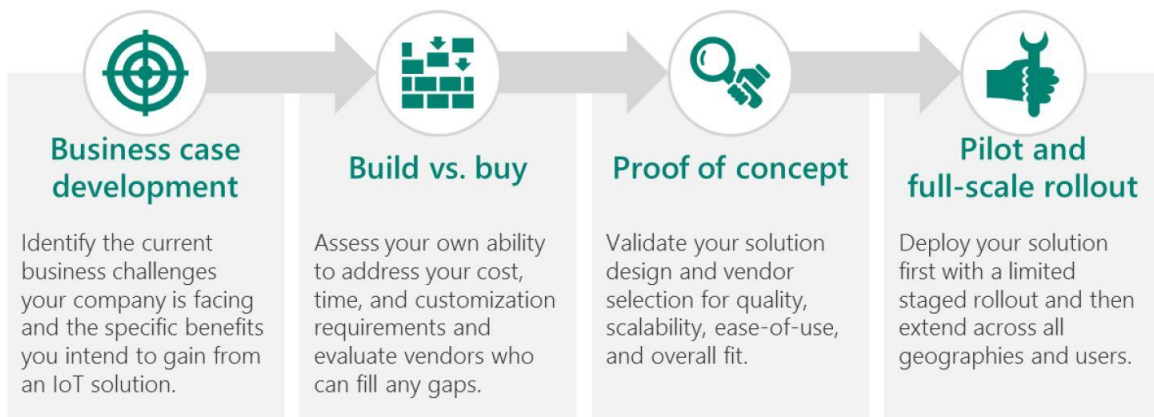 Business case
development
Identify the current
business challenges
your company is facing
and the specific benefits
you intend to gain from
an IoT solution.
Build vs. buy
Assess your own ability
to address your cost,
time, and customization
requirements and
evaluate vendors who
can fill any gaps.
Proof of concept
Validate your solution
design and vendor
selection for quality,
scalability, ease-of-use,
and overall fit.
Pilot and
full-scale rollout
Deploy your solution
first with a limited
staged rollout and then
extend across all
geographies and users.